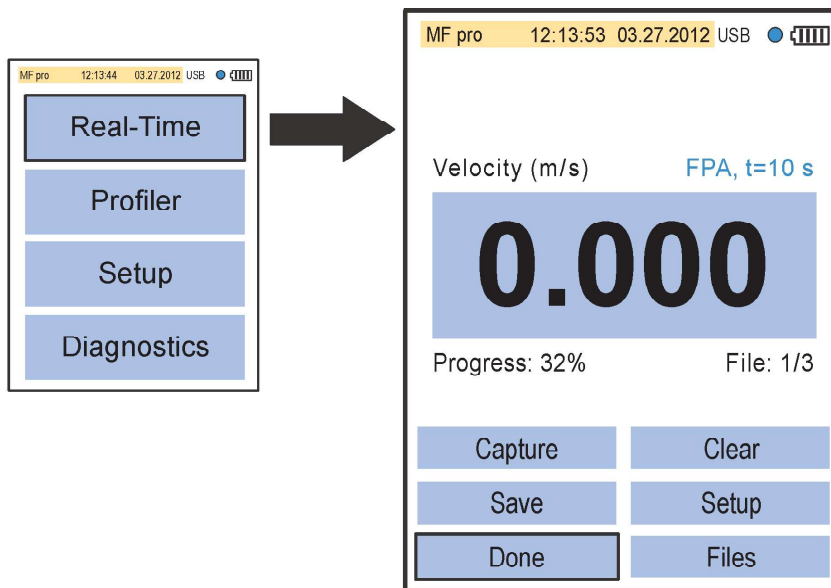 MF pro 12:13:44 03.27.2012 USB
Real-Time
Profiler
Setup
Diagnostics
MF pro 12:13:53 03.27.2012 USB
Velocity (m/s) FPA, t=10 s
0.000
Progress: 32% File: 1/3
Capture Clear
Save Setup
Done Files